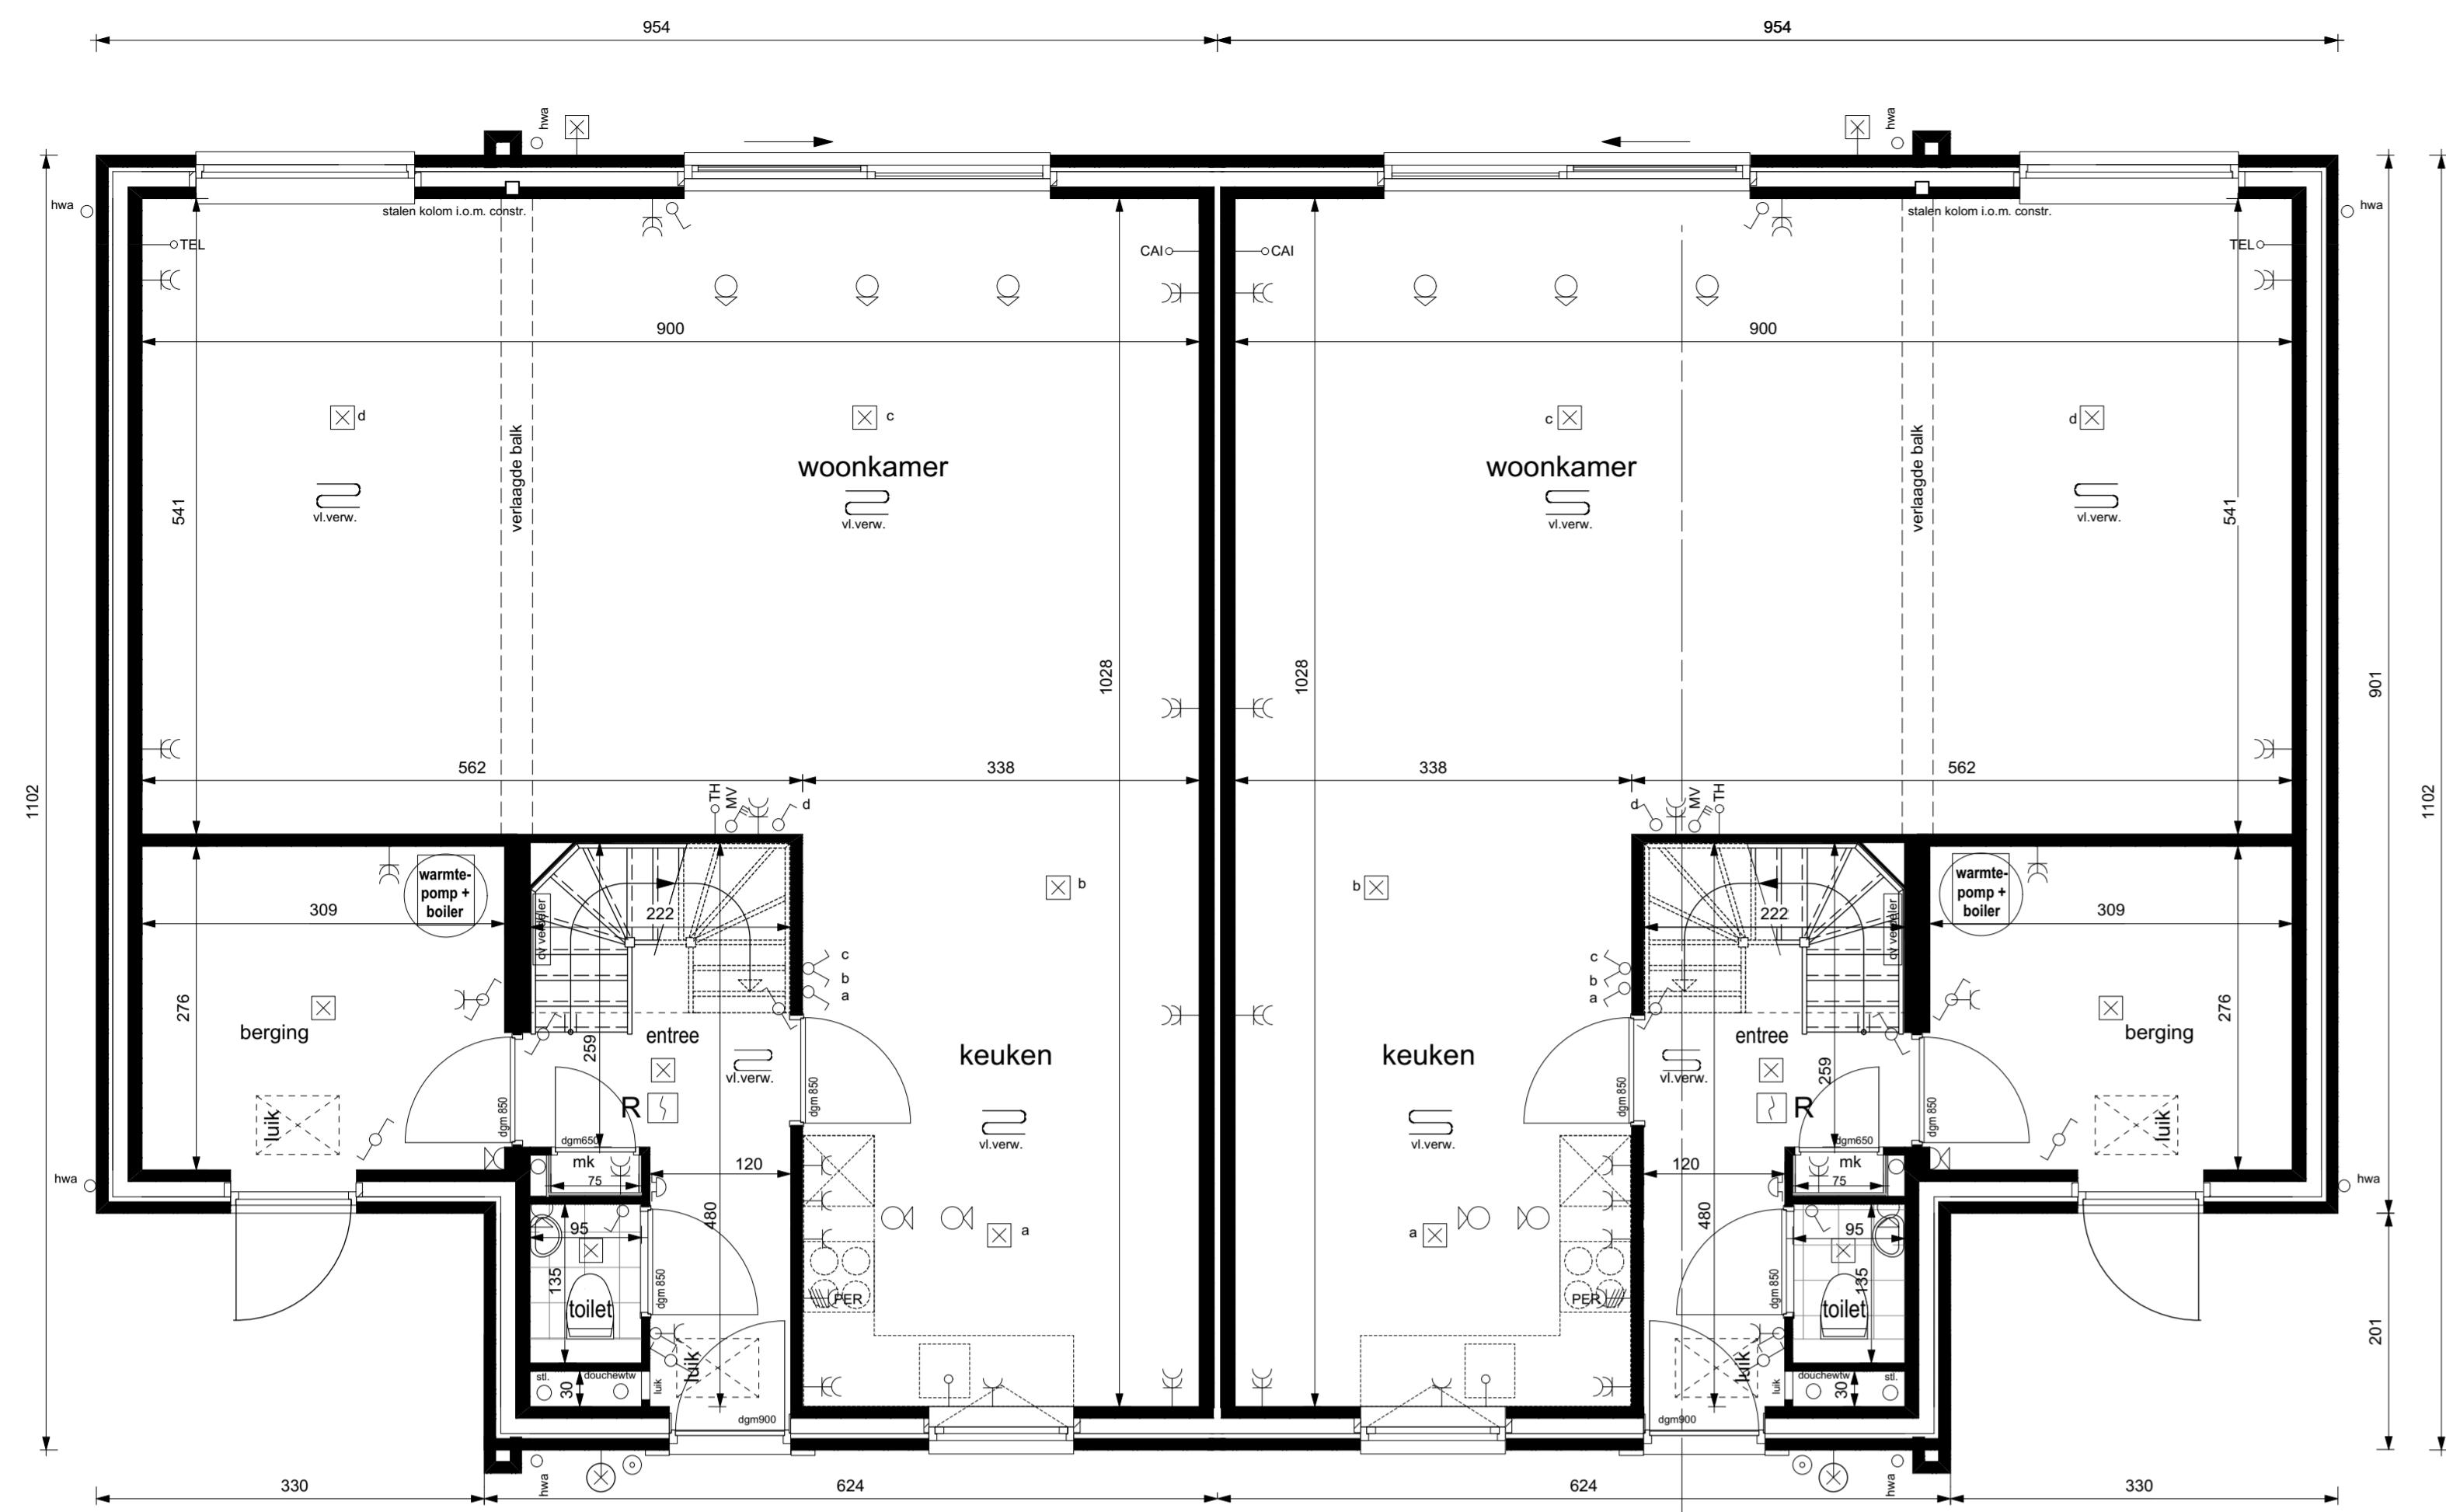 954
954
hwa
hwa
hwa
stalen kolom i.o.m. constr.
stalen kolom i.o.m. constr.
hwa
TEL
CAI
CAI
TEL
900
900
d
c
c
d
woonkamer
woonkamer
verlaagde balk
verlaagde balk
vl.verw.
vl.verw.
vl.verw.
vl.verw.
541
541
1028
1028
901
562
338
338
562
1102
1102
TH
MV
d
d
MV
TH
warmte-
pomp +
boiler
b
b
warmte-
pomp +
boiler
309
222
222
309
cv verdeler
cv verdeler
c
b
a
c
b
a
276
276
berging
entree
entree
berging
259
259
keuken
keuken
vl.verw.
vl.verw.
luik
dgm 850
R
dgm 850
dgm 850
R
dgm 850
luik
vl.verw.
vl.verw.
dgm650
dgm650
mk
mk
75
120
120
75
hwa
hwa
480
480
95
95
a
a
135
135
dgm 850
dgm 850
toilet
PER
PER
toilet
201
luik
luik
stl.
douchewtw
douchewtw
stl.
30
luik
luik
30
dgm900
dgm900
hwa
hwa
330
624
624
330